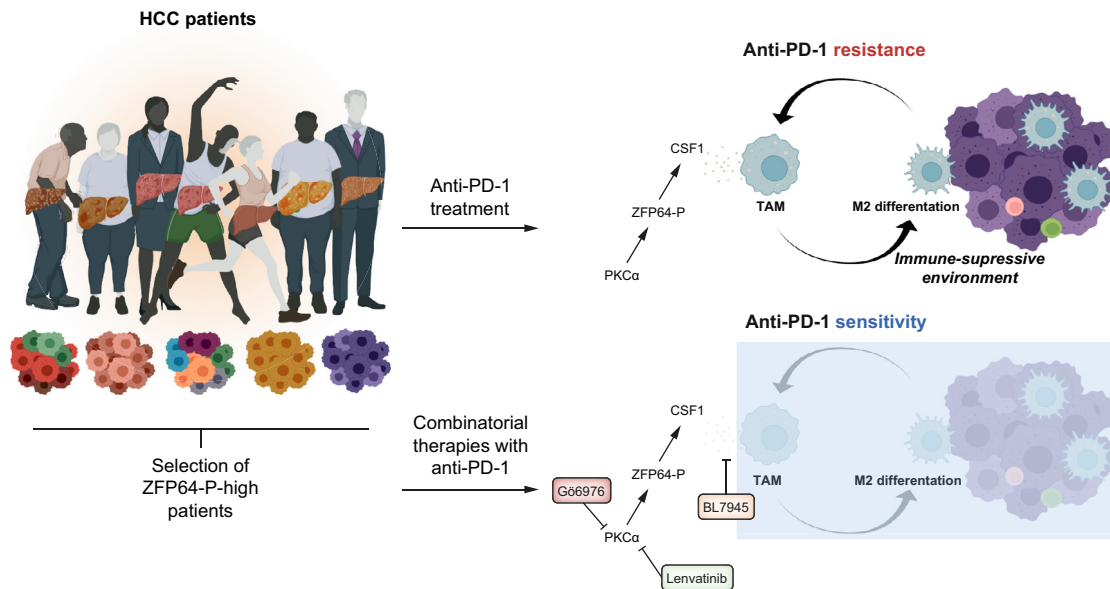 HCC patients
Anti-PD-1
treatment
Anti-PD-1 resistance
CSF1
ZFP64-P
PKCα
TAM
M2 differentation
Immune-supressive
environment
Selection of
ZFP64-P-high
patients
Combinatorial
therapies with
anti-PD-1
Anti-PD-1 sensitivity
CSF1
ZFP64-P
Gö6976
PKCα
BL7945
Lenvatinib
TAM
M2 differentation